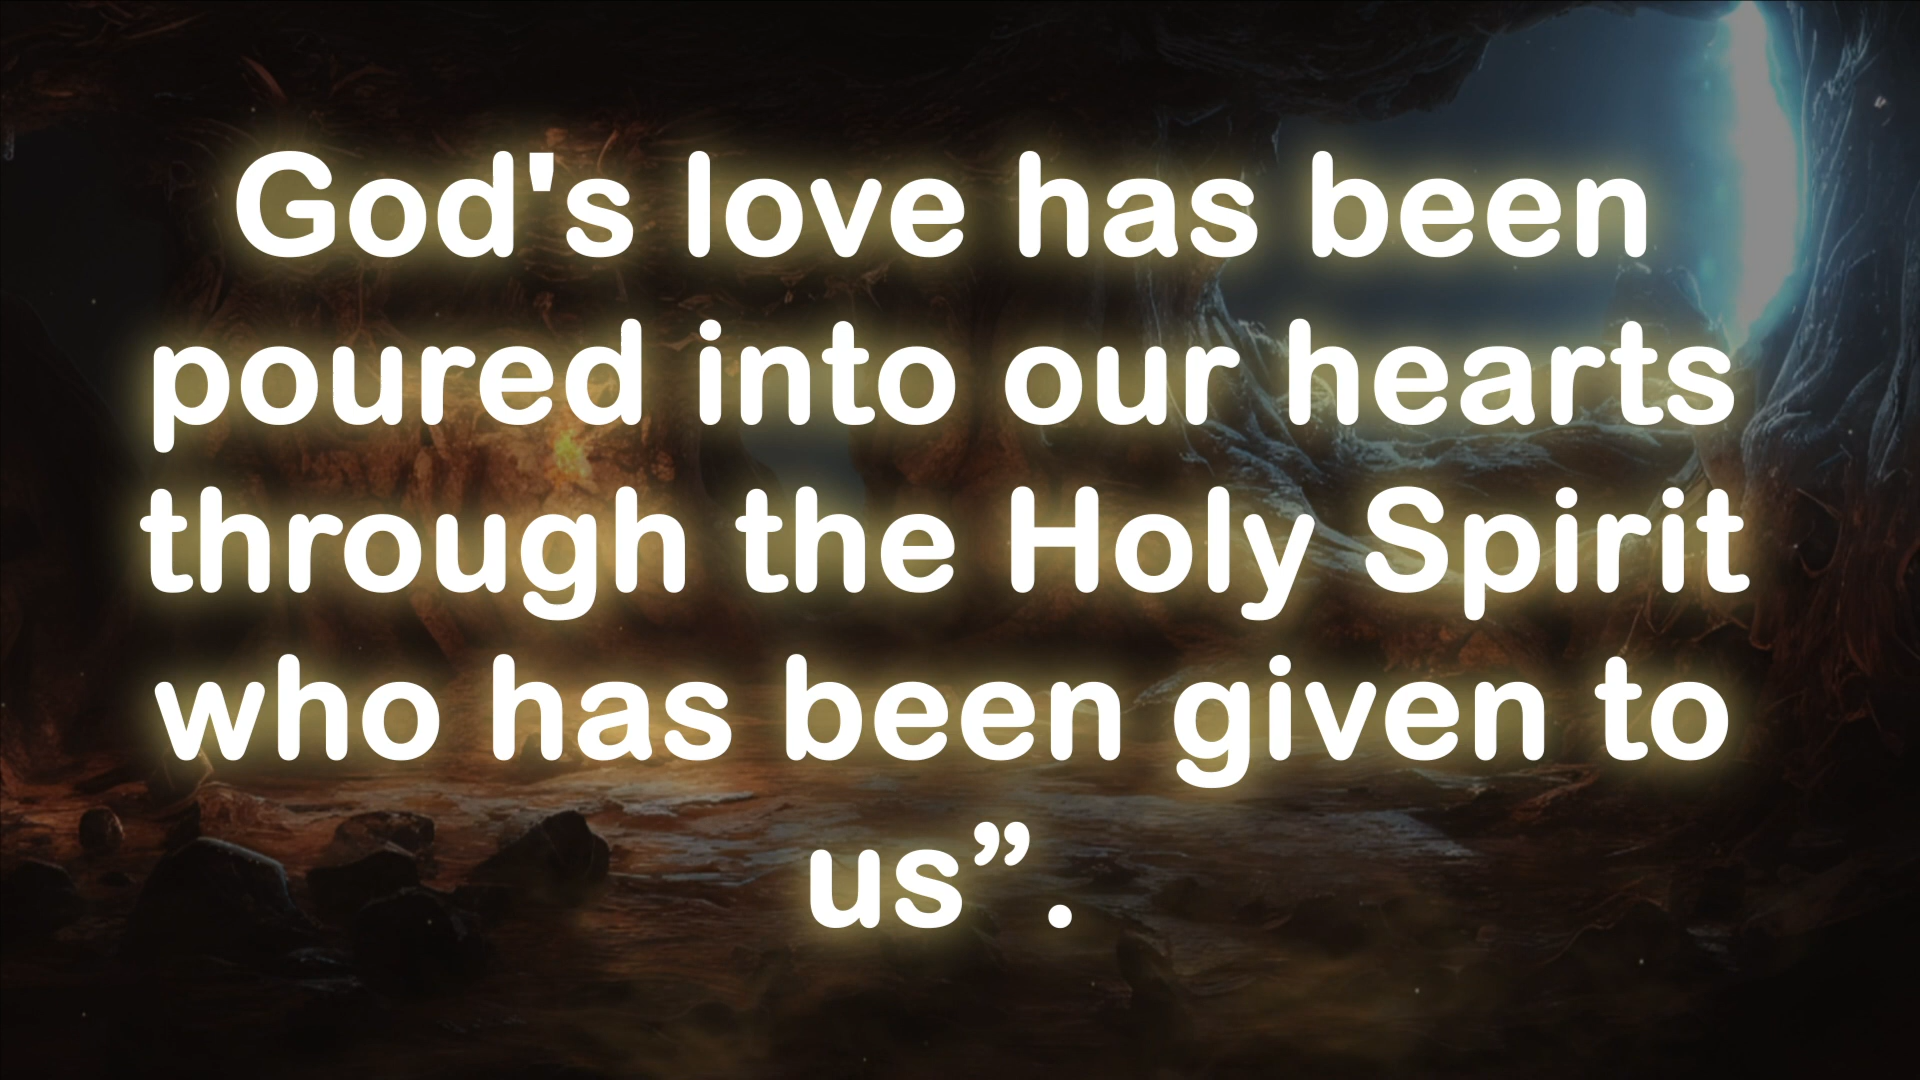 God's love has been
poured into our hearts
through the Holy Spirit
who has been given to
us”.